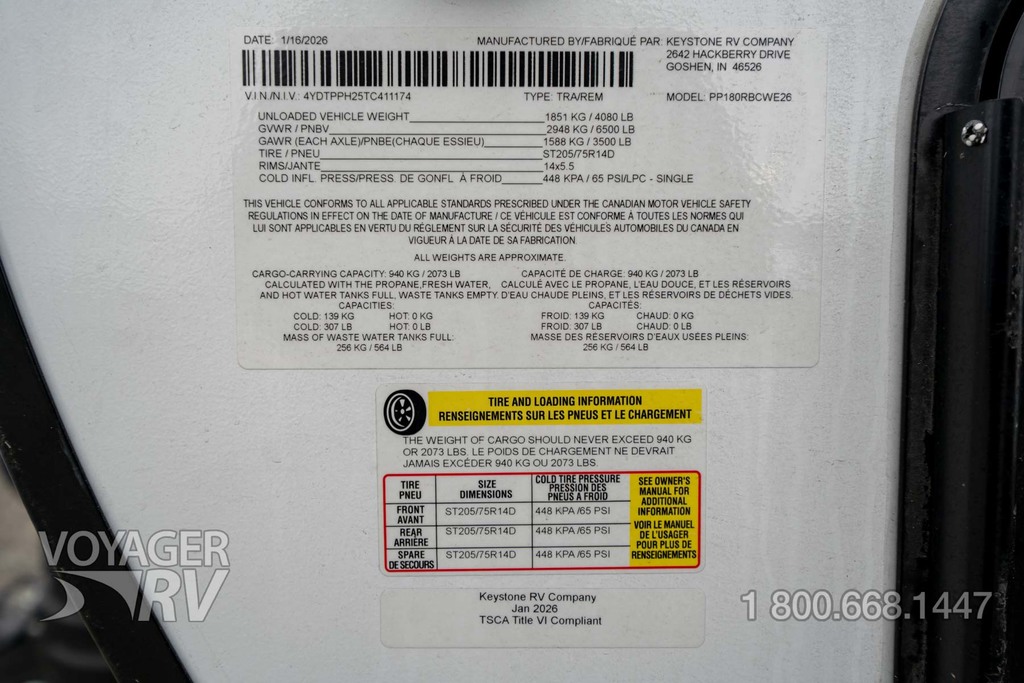 DATE: 1/16/2026 MANUFACTURED BY/FABRIQUÉ PAR: KEYSTONE RV COMPANY
2642 HACKBERRY DRIVE
GOSHEN, IN 46526
V.I.N./N.I.V.: 4YDTPPH25TC411174 TYPE: TRA/REM MODEL: PP180RBCWE26
UNLOADED VEHICLE WEIGHT 1851 KG / 4080 LB
GVWR / PNBV 2948 KG / 6500 LB
GAWR (EACH AXLE)/PNBE(CHAQUE ESSIEU) 1588 KG / 3500 LB
TIRE / PNEU ST205/75R14D
RIMS/JANTE 14x5.5
COLD INFL. PRESS/PRESS. DE GONFL. À FROID 448 KPA / 65 PSI/LPC - SINGLE
THIS VEHICLE CONFORMS TO ALL APPLICABLE STANDARDS PRESCRIBED UNDER THE CANADIAN MOTOR VEHICLE SAFETY
REGULATIONS IN EFFECT ON THE DATE OF MANUFACTURE / CE VÉHICULE EST CONFORME À TOUTES LES NORMES QUI
LUI SONT APPLICABLES EN VERTU DU RÉGLEMENT SUR LA SÉCURITÉ DES VÉHICULES AUTOMOBILES DU CANADA EN
VIGUEUR À LA DATE DE SA FABRICATION.
ALL WEIGHTS ARE APPROXIMATE.
CARGO-CARRYING CAPACITY: 940 KG / 2073 LB CAPACITÉ DE CHARGE: 940 KG / 2073 LB
CALCULATED WITH THE PROPANE,FRESH WATER, CALCULÉ AVEC LE PROPANE, L'EAU DOUCE, ET LES RÉSERVOIRS
AND HOT WATER TANKS FULL, WASTE TANKS EMPTY. D'EAU CHAUDE PLEINS, ET LES RÉSERVOIRS DE DÉCHETS VIDES.
CAPACITIES: CAPACITÉS:
COLD: 139 KG HOT: 0 KG FROID: 139 KG CHAUD: 0 KG
COLD: 307 LB HOT: 0 LB FROID: 307 LB CHAUD: 0 LB
MASS OF WASTE WATER TANKS FULL: MASSE DES RÉSERVOIRS D'EAUX USÉES PLEINS:
256 KG / 564 LB 256 KG / 564 LB
TIRE AND LOADING INFORMATION
RENSEIGNEMENTS SUR LES PNEUS ET LE CHARGEMENT
THE WEIGHT OF CARGO SHOULD NEVER EXCEED 940 KG
OR 2073 LBS. LE POIDS DE CHARGEMENT NE DEVRAIT
JAMAIS EXCÉDER 940 KG OU 2073 LBS.
TIRE PNEU SIZE DIMENSIONS COLD TIRE PRESSURE PRESSION DES PNEUS A FROID
FRONT AVANT ST205/75R14D 448 KPA /65 PSI
REAR ARRIÈRE ST205/75R14D 448 KPA /65 PSI
SPARE DE SECOURS ST205/75R14D 448 KPA /65 PSI
SEE OWNER'S
MANUAL FOR
ADDITIONAL
INFORMATION
VOIR LE MANUEL
DE L'USAGER
POUR PLUS DE
RENSEIGNEMENTS
Keystone RV Company
Jan 2026
TSCA Title VI Compliant
VOYAGER
RV
1 800.668.1447